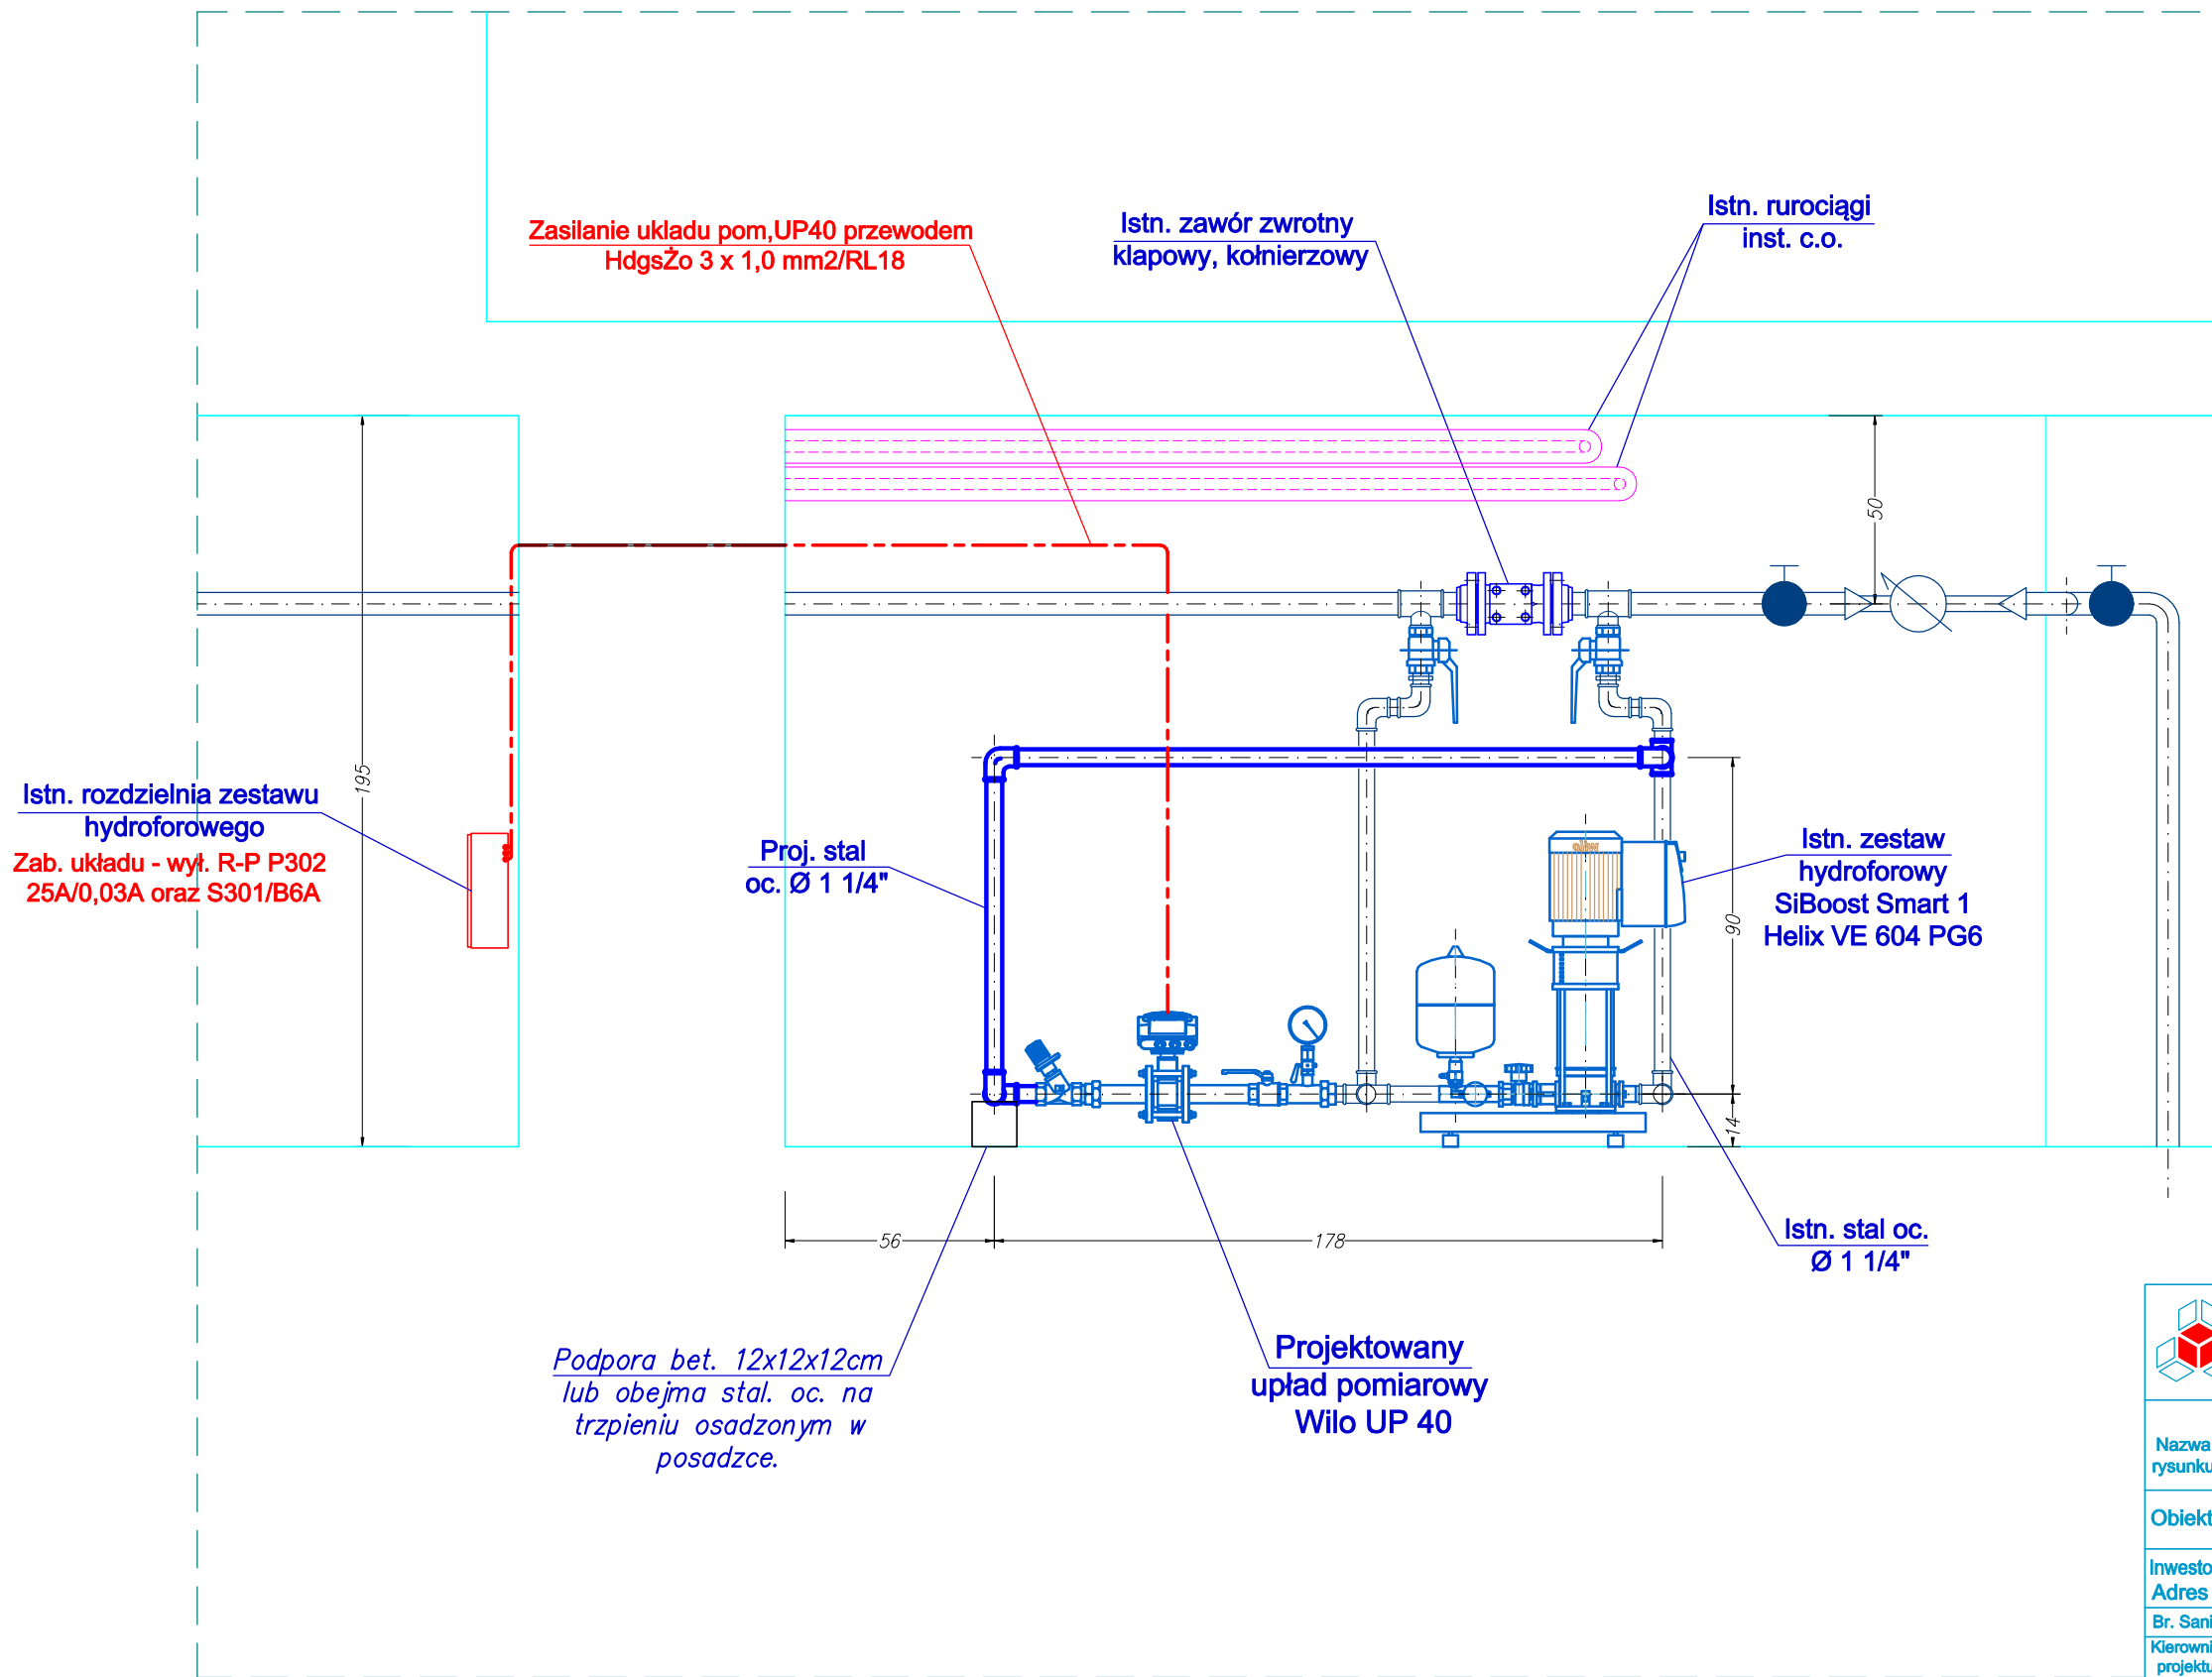 Zasilanie ukladu pom,UP40 przewodem
HdgsŻo 3 x 1,0 mm2/RL18
Istn. zawór zwrotny
klapowy, kołnierzowy
Istn. rurociągi
inst. c.o.
50
195
Istn. rozdzielnia zestawu
hydroforowego
Zab. układu - wył. R-P P302
25A/0,03A oraz S301/B6A
Proj. stal
oc. Ø 1 1/4"
wilo
Istn. zestaw
hydroforowy
SiBoost Smart 1
Helix VE 604 PG6
90
14
56
178
Istn. stal oc.
Ø 1 1/4"
Podpora bet. 12x12x12cm
lub obejma stal. oc. na
trzpieniu osadzonym w
posadzce.
Projektowany
upład pomiarowy
Wilo UP 40
Nazwa
rysunku
Obiekt
Inwesto
Adres
Br. Sani
Kierowni
projektu